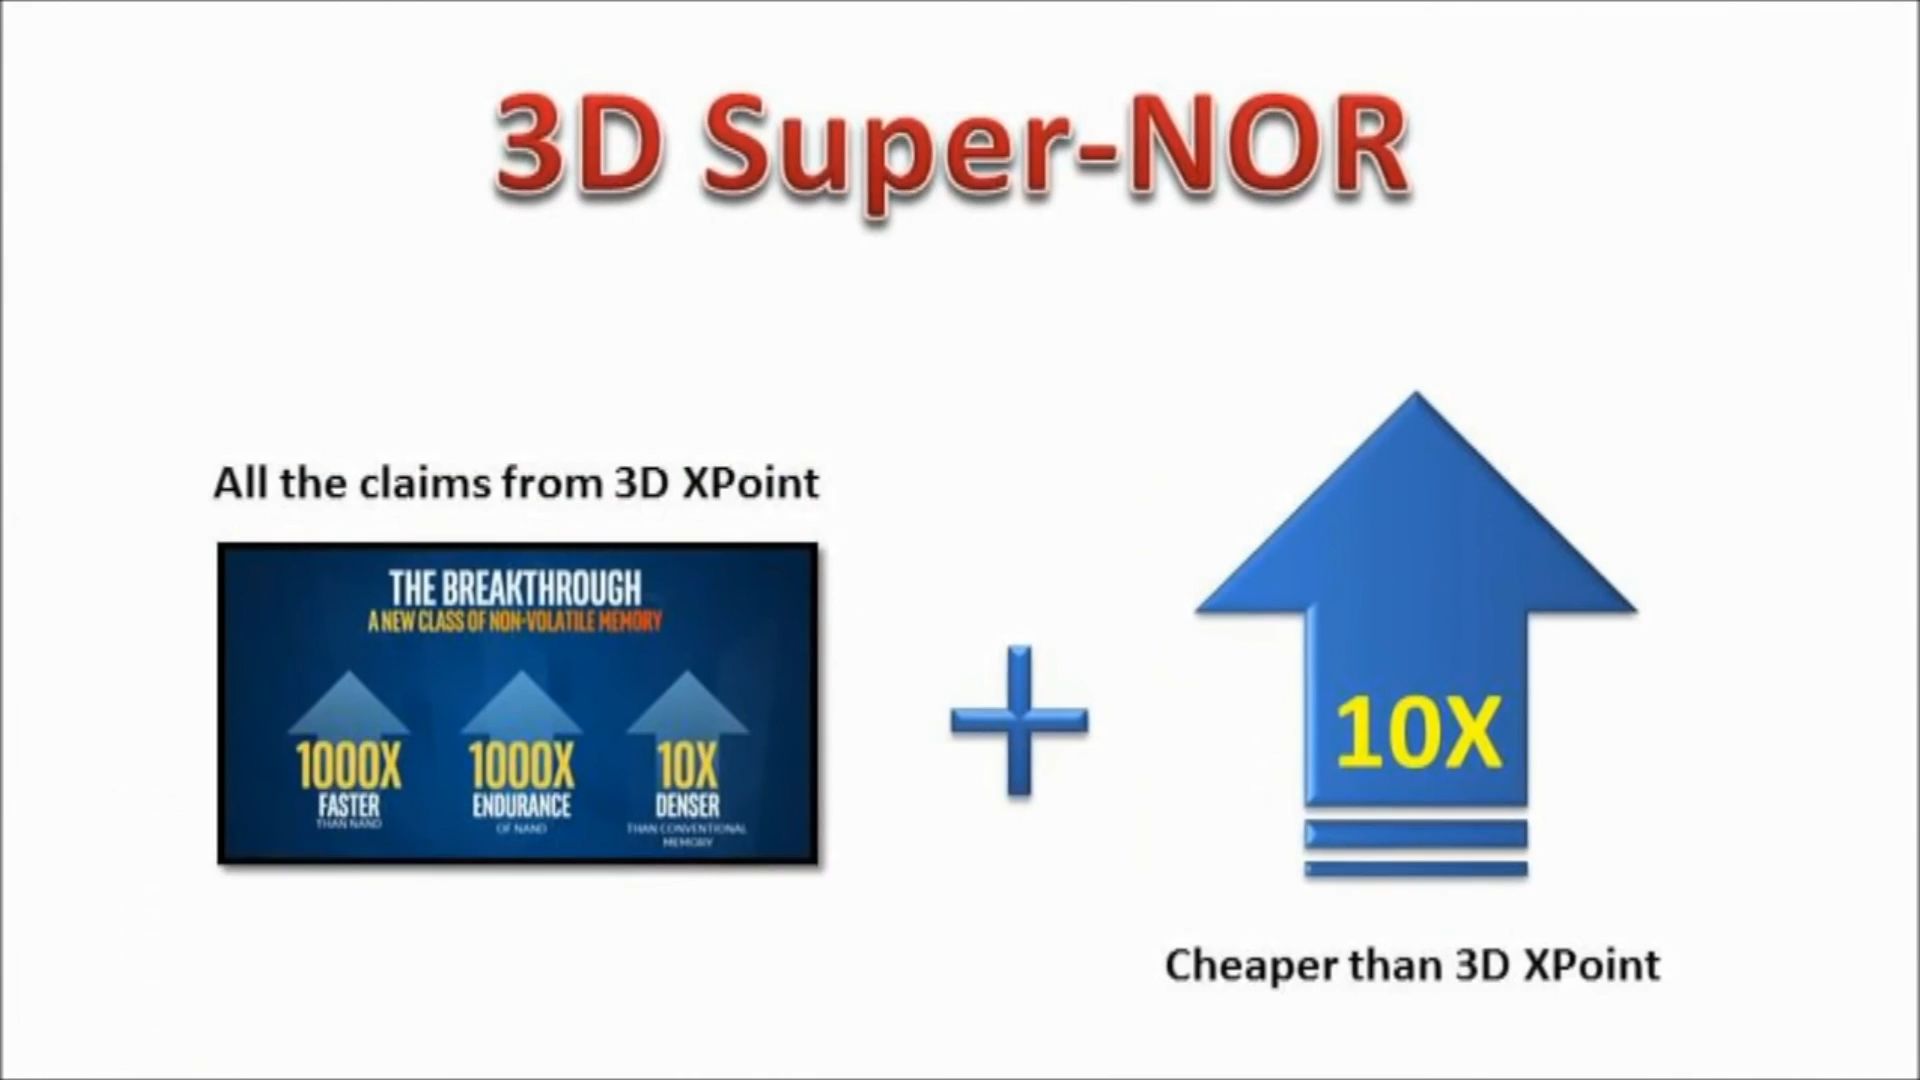 3D Super-NOR
All the claims from 3D XPoint
THE BREAKTHROUGH
A NEW CLASS OF NON-VOLATILE MEMORY
1000X
FASTER
THAN NAND
1000X
ENDURANCE
OF NAND
10X
DENSER
THAN CONVENTIONAL
MEMORY
10X
Cheaper than 3D XPoint